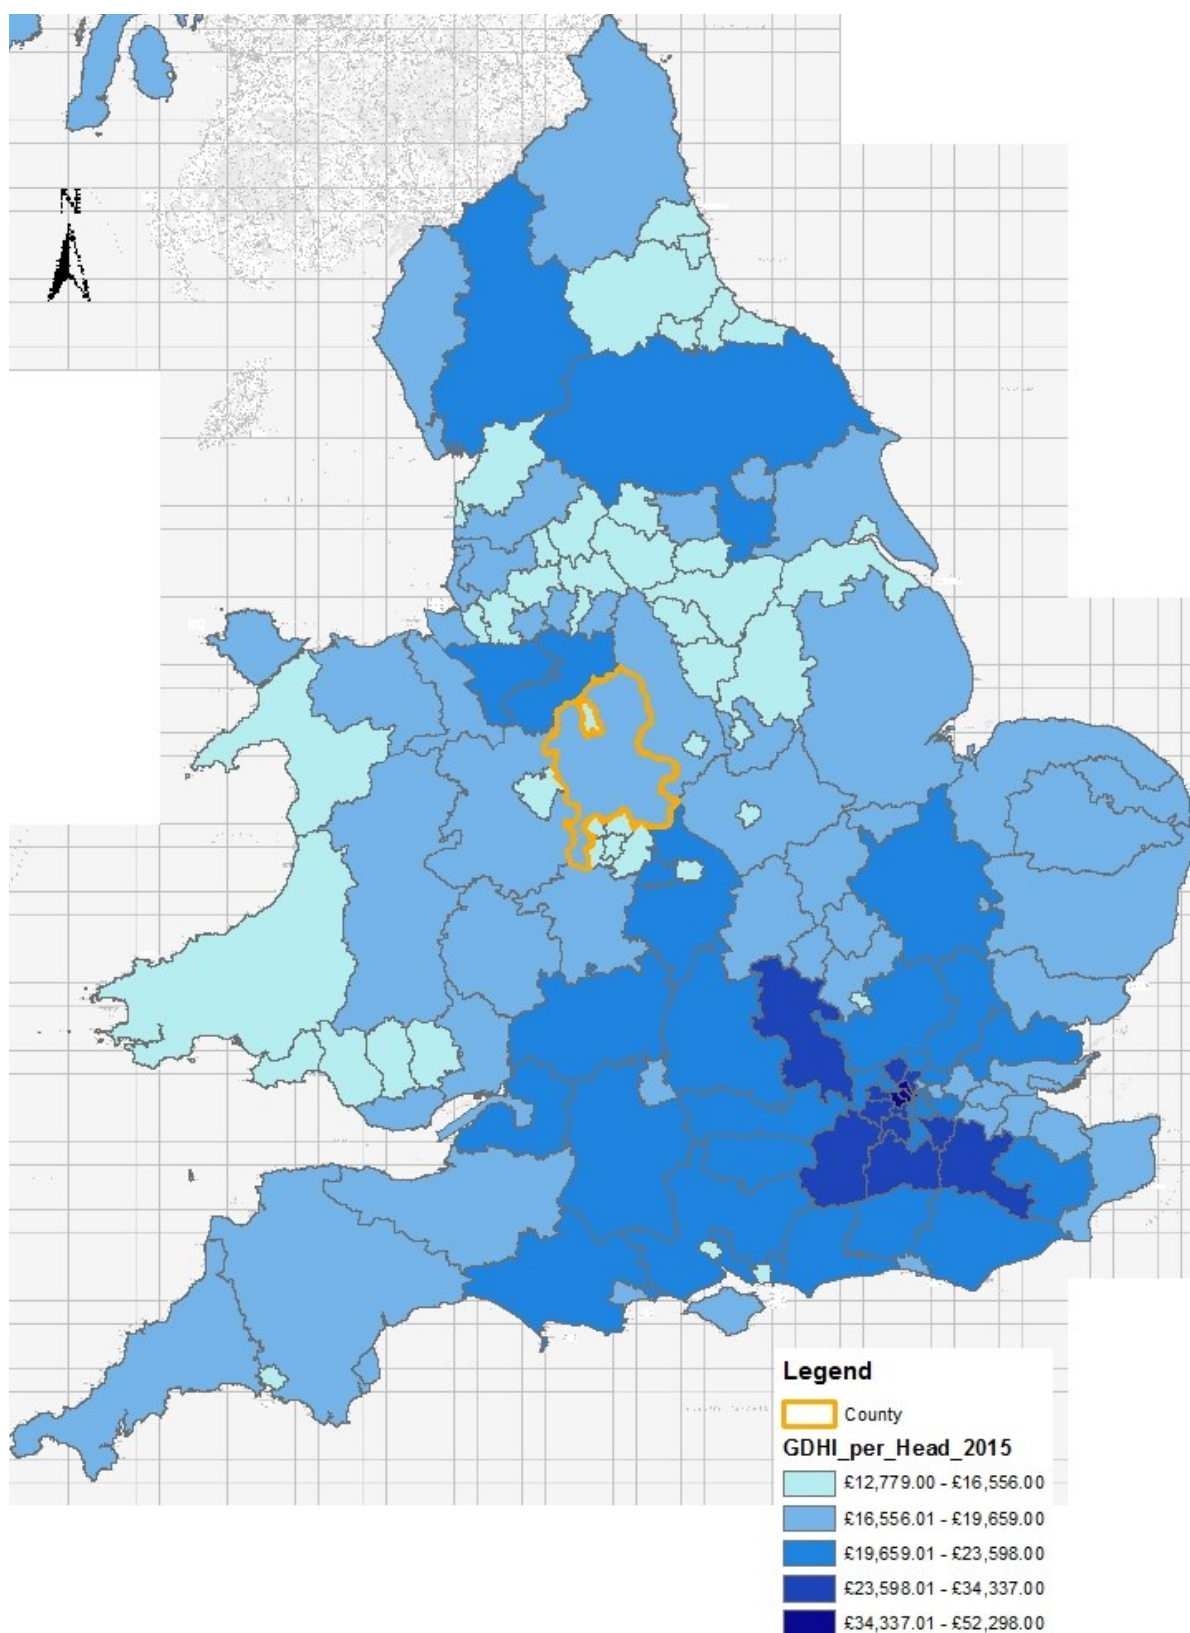 N
Legend
County
GDHI_per_Head_2015
£12,779.00 - £16,556.00
£16,556.01 - £19,659.00
£19,659.01 - £23,598.00
£23,598.01 - £34,337.00
£34,337.01 - £52,298.00